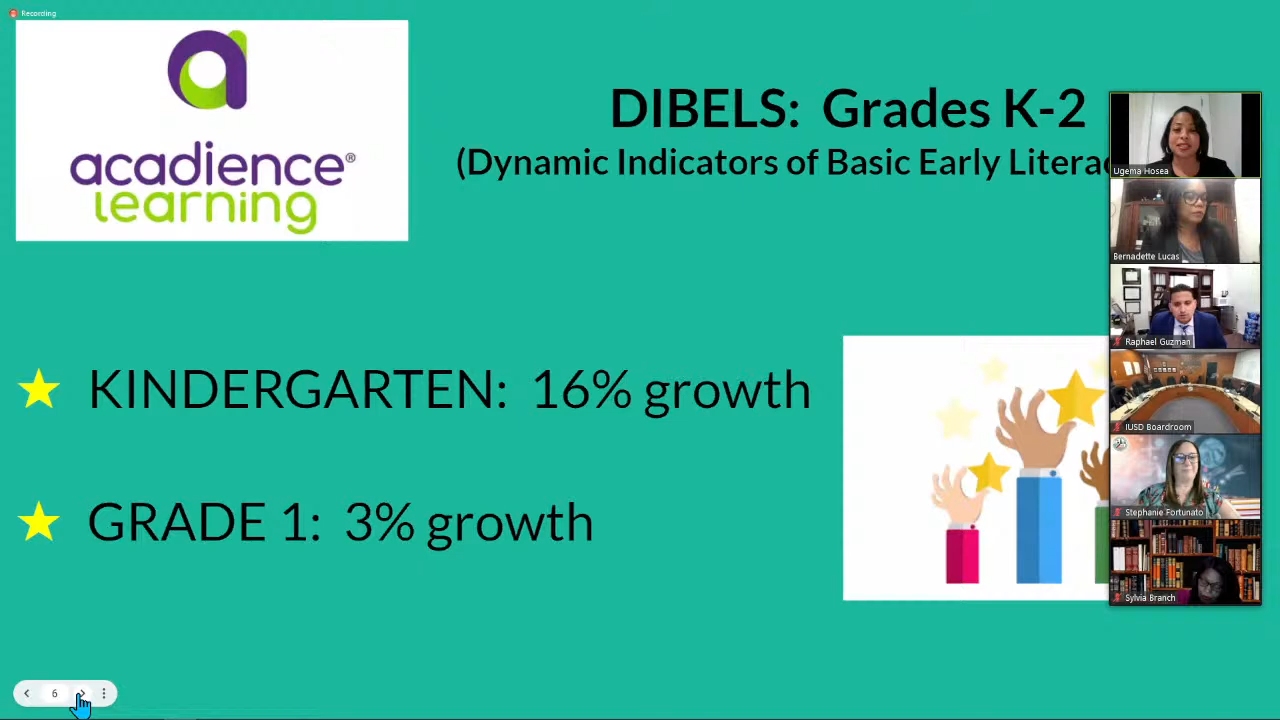 Recording
acadience®
learning
DIBELS: Grades K-2
(Dynamic Indicators of Basic Early
KINDERGARTEN: 16% growth
GRADE 1: 3% growth
Ugema Hosea
Bernadette Lucas
Raphael Guzman
IUSD Boardroom
Stephanie Fortunato
Sylvia Branch
6